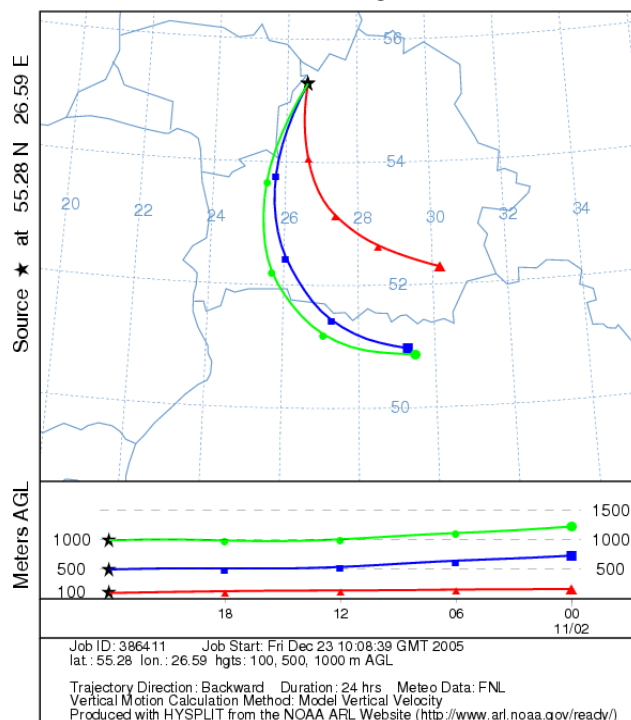 Source ★ at 55.28 N 26.59 E
56
54
20 22 24 26 28 30 32 34
52
50
Meters AGL
1500
1000 1000
500 500
100
18 12 06 00
11/02
Job ID: 386411 Job Start: Fri Dec 23 10:08:39 GMT 2005
lat.: 55.28 lon.: 26.59 hgts: 100, 500, 1000 m AGL
Trajectory Direction: Backward Duration: 24 hrs Meteo Data: FNL
Vertical Motion Calculation Method: Model Vertical Velocity
Produced with HYSPLIT from the NOAA ARL Website (http://www.arl.noaa.gov/ready/)